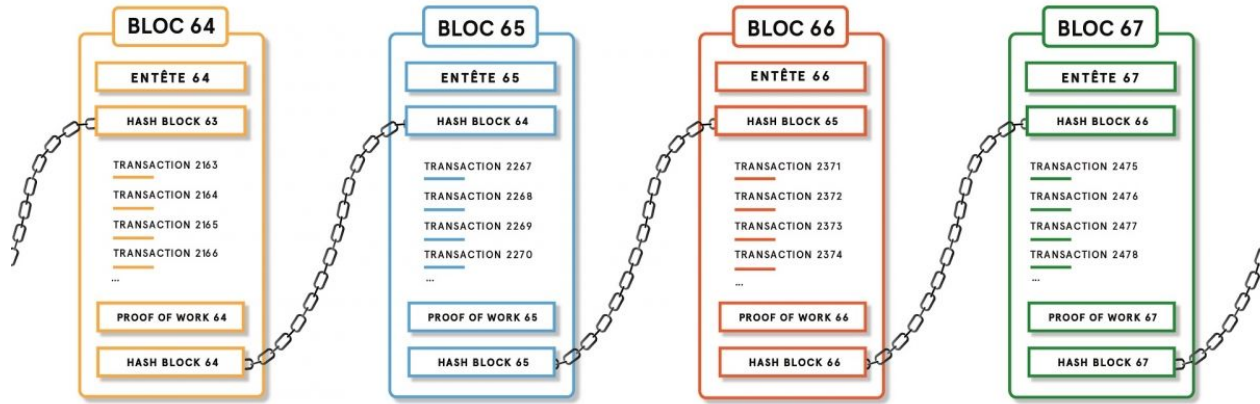 BLOC 64
ENTÊTE 64
HASH BLOCK 63
TRANSACTION 2163
TRANSACTION 2164
TRANSACTION 2165
TRANSACTION 2166
...
PROOF OF WORK 64
HASH BLOCK 64
BLOC 65
ENTÊTE 65
HASH BLOCK 64
TRANSACTION 2267
TRANSACTION 2268
TRANSACTION 2269
TRANSACTION 2270
...
PROOF OF WORK 65
HASH BLOCK 65
BLOC 66
ENTÊTE 66
HASH BLOCK 65
TRANSACTION 2371
TRANSACTION 2372
TRANSACTION 2373
TRANSACTION 2374
...
PROOF OF WORK 66
HASH BLOCK 66
BLOC 67
ENTÊTE 67
HASH BLOCK 66
TRANSACTION 2475
TRANSACTION 2476
TRANSACTION 2477
TRANSACTION 2478
...
PROOF OF WORK 67
HASH BLOCK 67